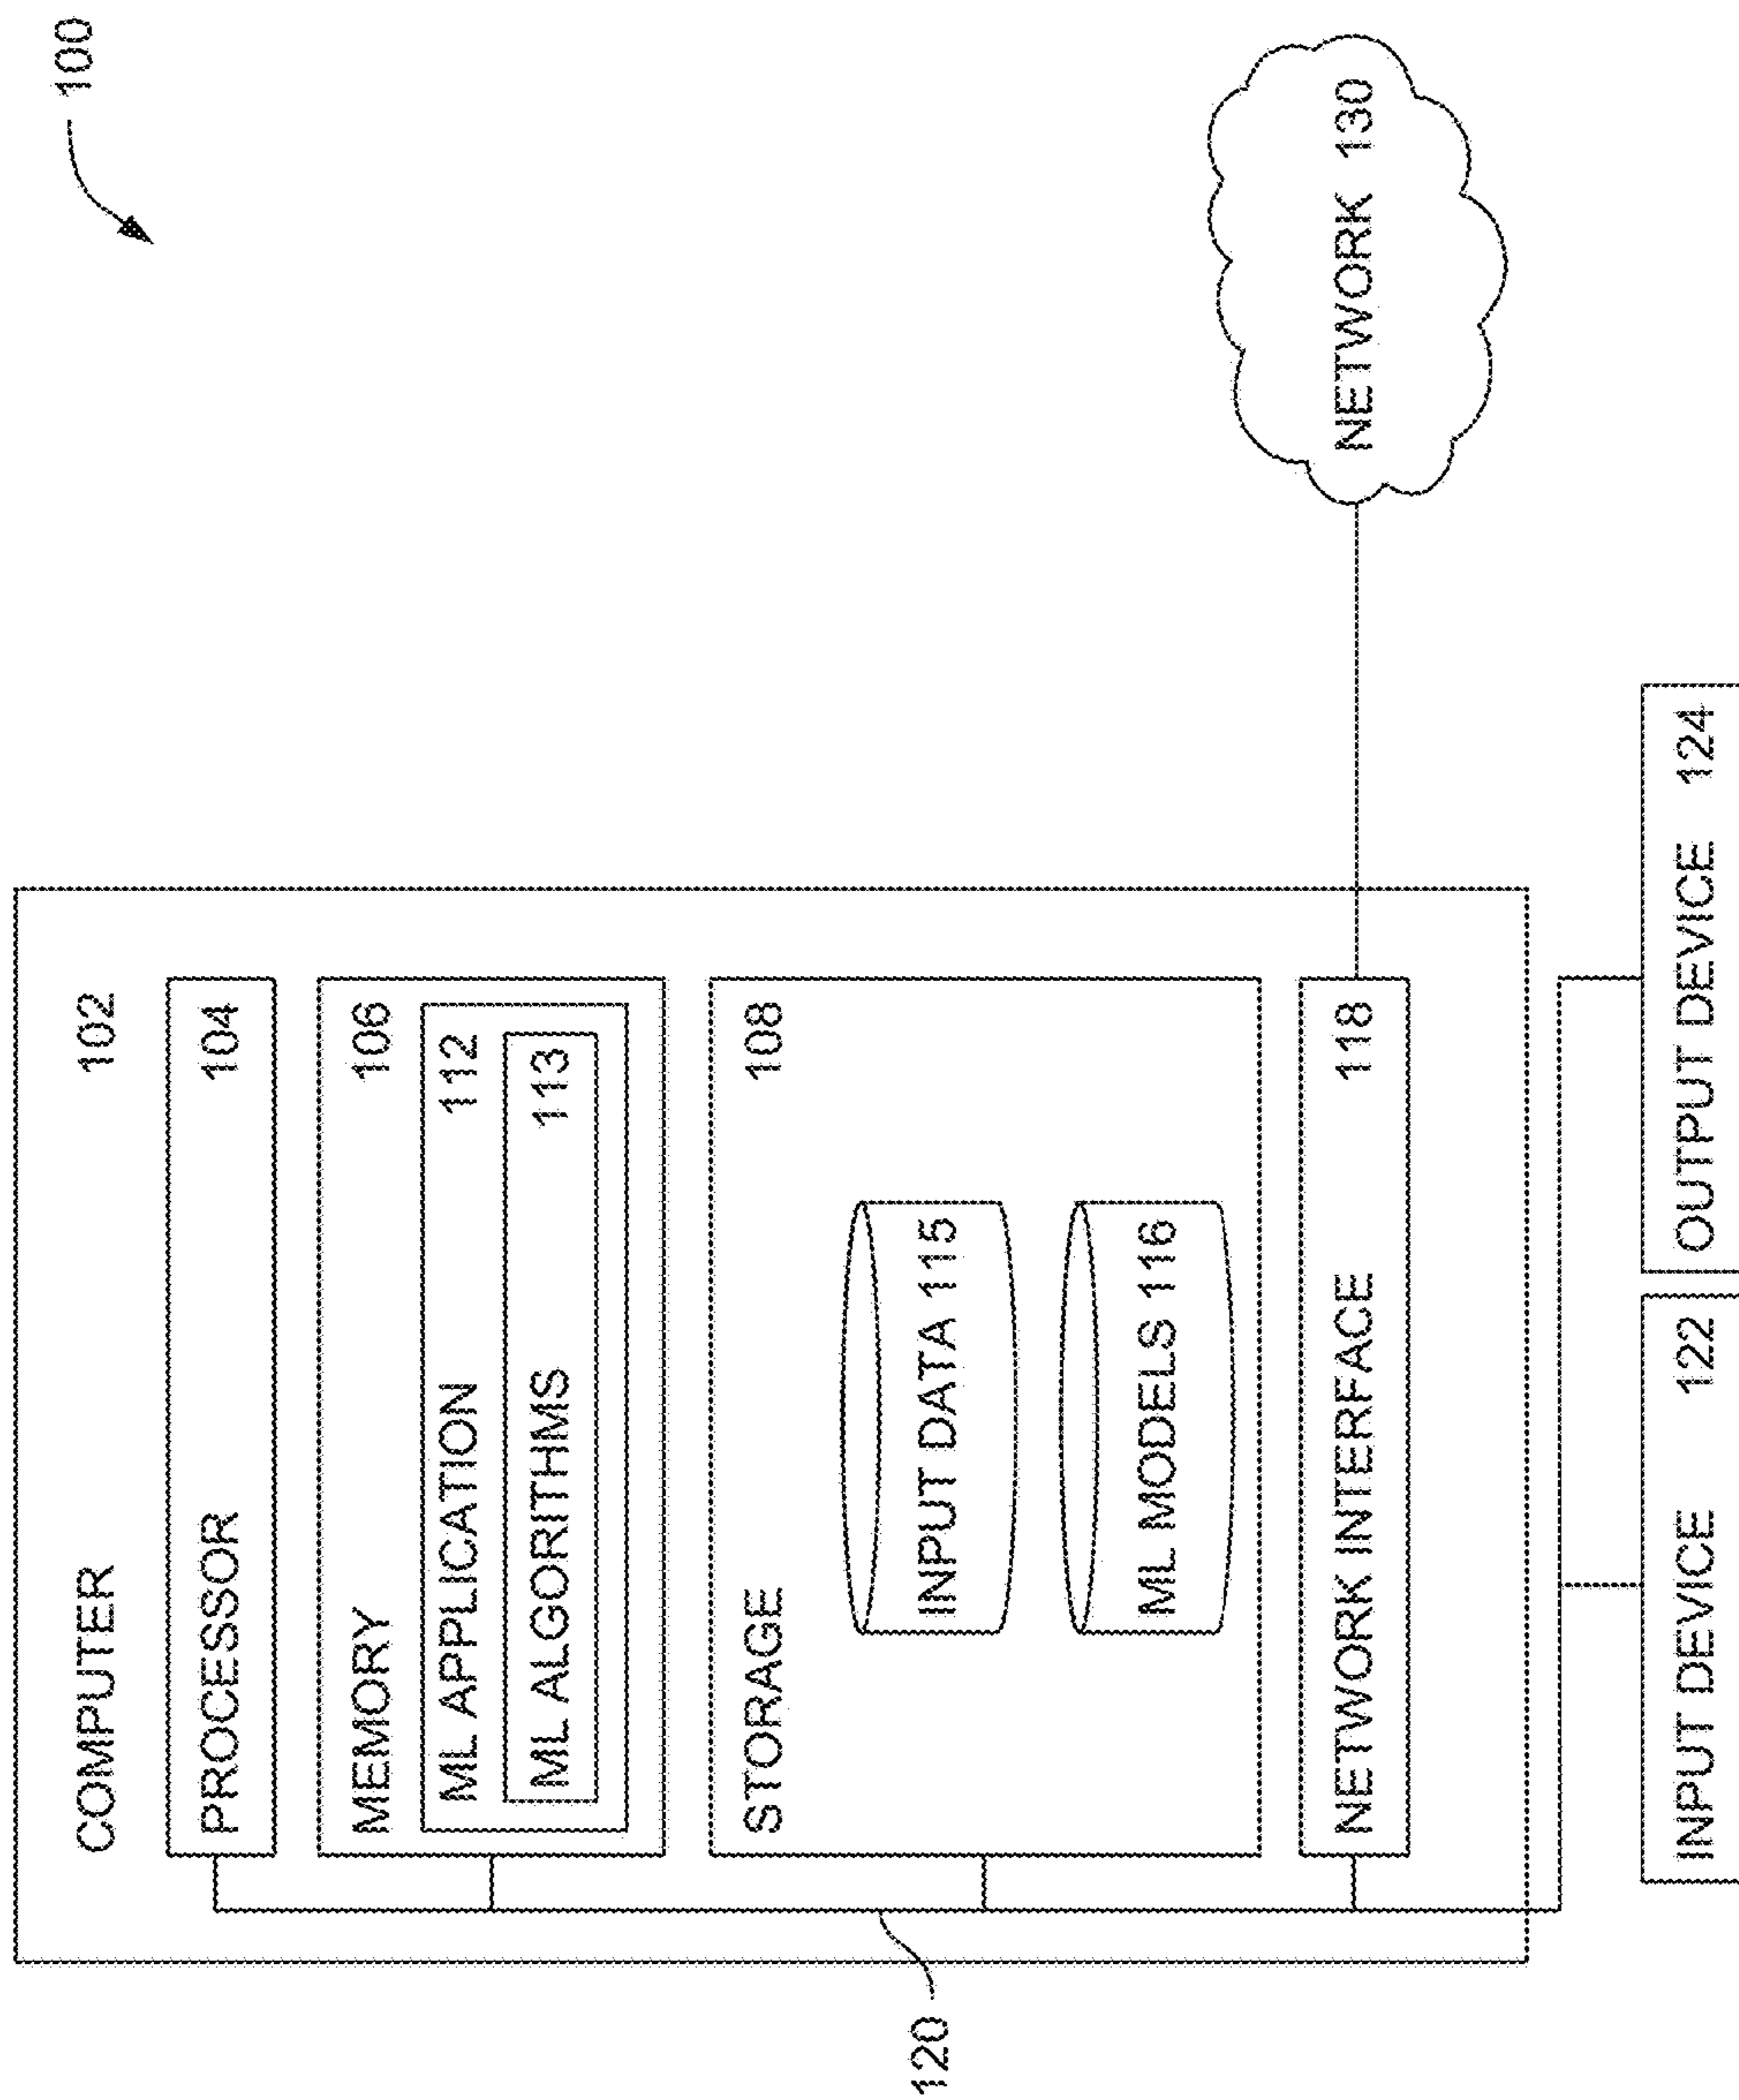 100
COMPUTER 102
PROCESSOR 104
MEMORY 106
ML APPLICATION 112
ML ALGORITHMS 113
STORAGE 108
INPUT DATA 115
ML MODELS 116
NETWORK INTERFACE 118
NETWORK 130
120
INPUT DEVICE 122
OUTPUT DEVICE 124